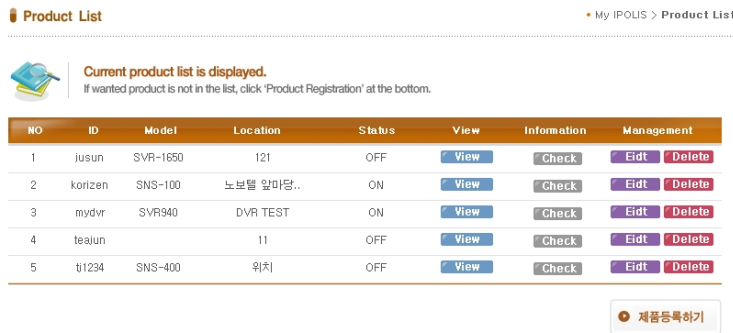 Product List
• My IPOLIS > Product List
Current product list is displayed.
If wanted product is not in the list, click 'Product Registration' at the bottom.
NO ID Model Location Status View Information Management
1 jusun SVR-1650 121 OFF View Check Eidt Delete
2 korizen SNS-100 노보텔 앞마당.. ON View Check Eidt Delete
3 mydvr SVR940 DVR TEST ON View Check Eidt Delete
4 teajun 11 OFF View Check Eidt Delete
5 ti1234 SNS-400 위치 OFF View Check Eidt Delete
제품등록하기